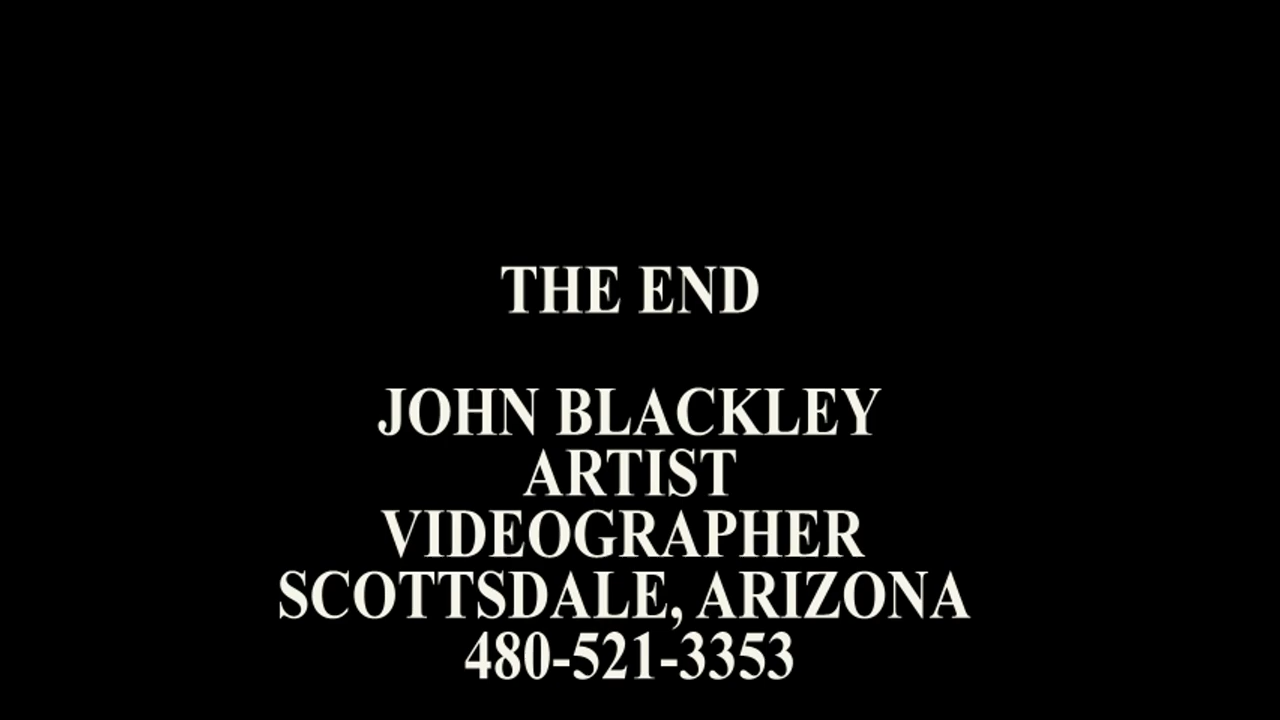 THE END
JOHN BLACKLEY
ARTIST
VIDEOGRAPHER
SCOTTSDALE, ARIZONA
480-521-3353